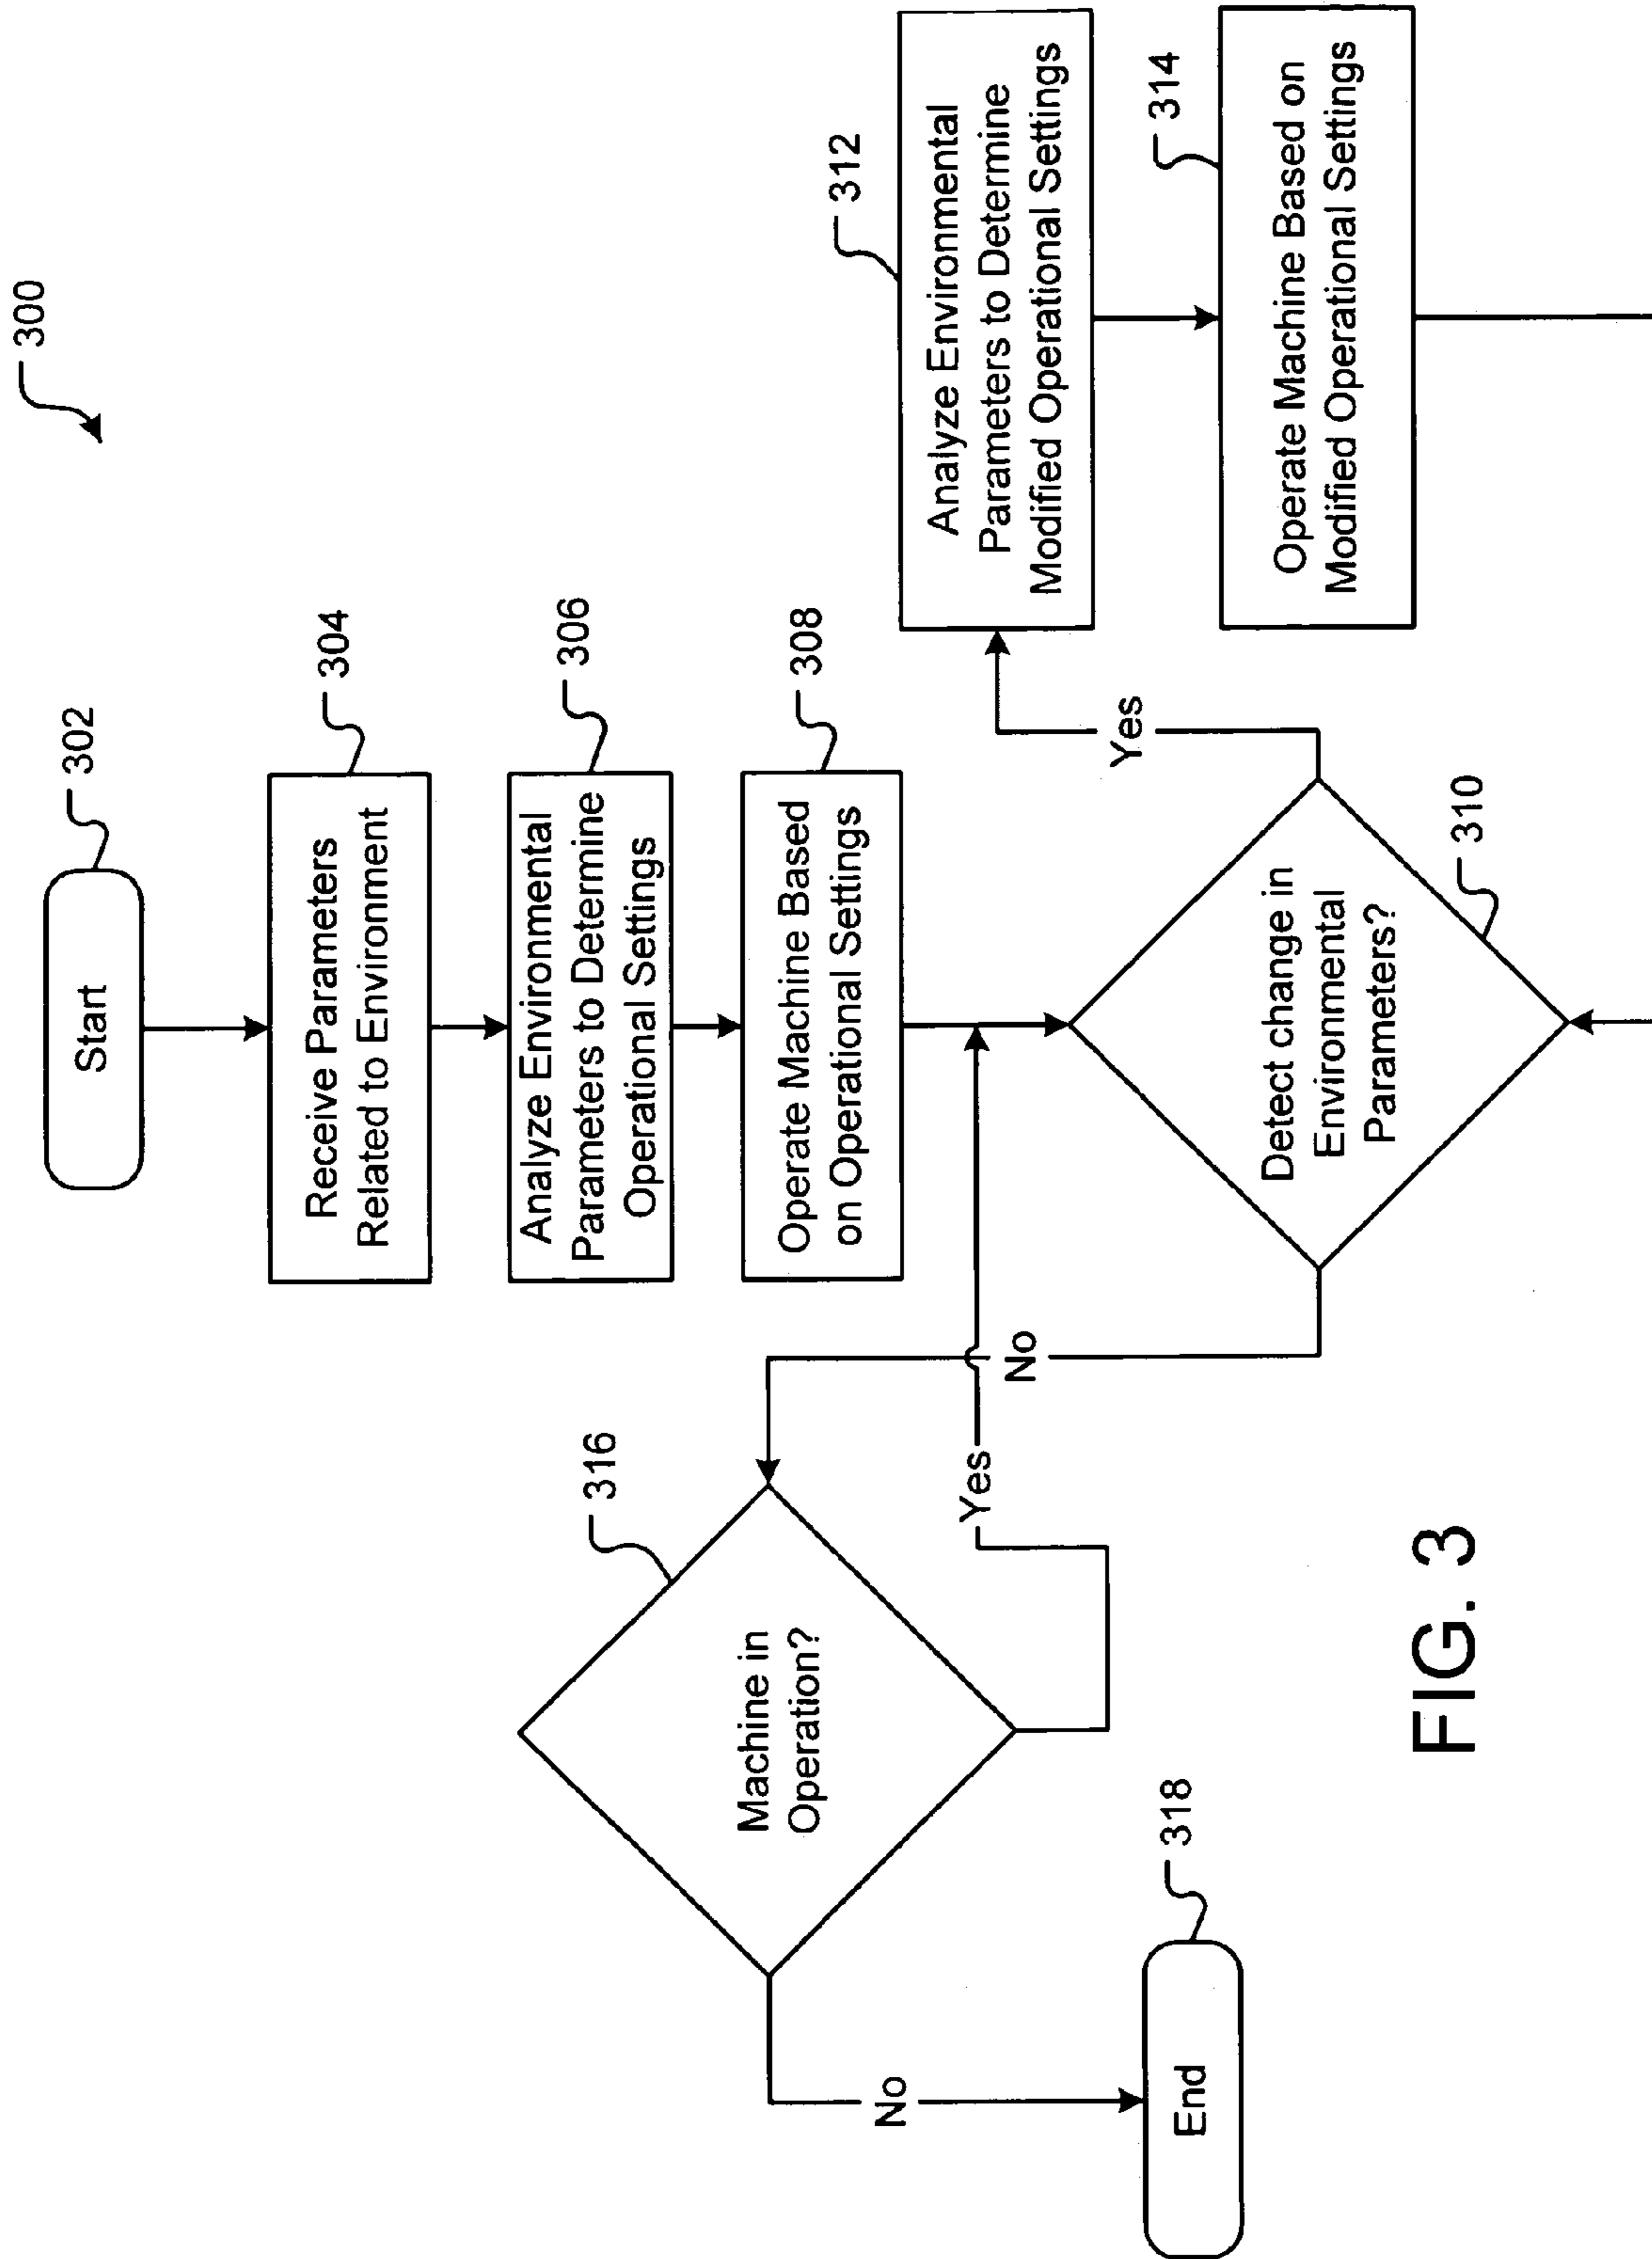 300
Start
302
Receive Parameters
Related to Environment
304
Analyze Environmental
Parameters to Determine
Operational Settings
306
Operate Machine Based
on Operational Settings
308
Detect change in
Environmental
Parameters?
310
Yes
Analyze Environmental
Parameters to Determine
Modified Operational Settings
312
Operate Machine Based on
Modified Operational Settings
314
No
Machine in
Operation?
316
Yes
No
End
318
FIG. 3